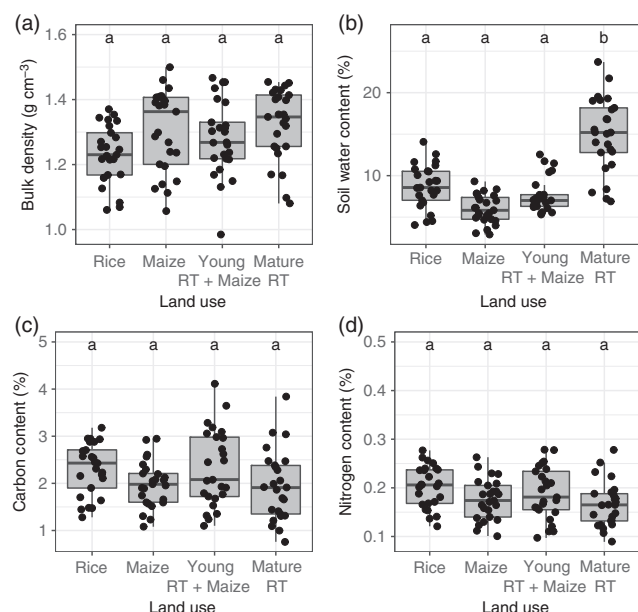 (a)
1.6
1.4
1.2
1.0
Bulk density (g cm⁻³)
a a a a
Rice Maize Young Mature
RT + Maize RT
Land use
(b)
20
10
0
Soil water content (%)
a a a b
Rice Maize Young Mature
RT + Maize RT
Land use
(c)
5
4
3
2
1
Carbon content (%)
a a a a
Rice Maize Young Mature
RT + Maize RT
Land use
(d)
0.5
0.4
0.3
0.2
0.1
Nitrogen content (%)
a a a a
Rice Maize Young Mature
RT + Maize RT
Land use